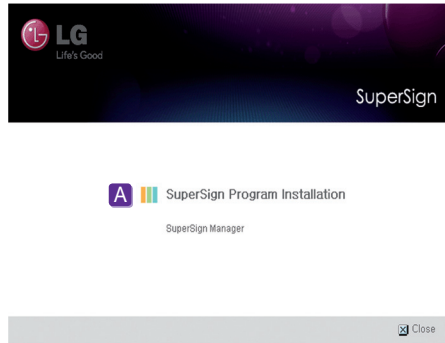 LG
Life's Good
SuperSign
A SuperSign Program Installation
SuperSign Manager
Close